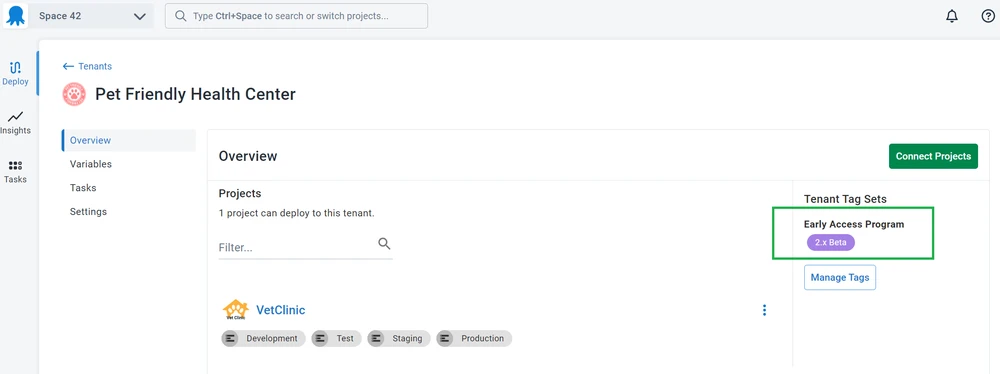 Space 42
Type Ctrl+Space to search or switch projects...
Deploy
Insights
Tasks
← Tenants
Pet Friendly Health Center
Overview
Variables
Tasks
Settings
Overview
Connect Projects
Projects
1 project can deploy to this tenant.
Filter...
Vet Clinic
VetClinic
Development
Test
Staging
Production
Tenant Tag Sets
Early Access Program
2.x Beta
Manage Tags